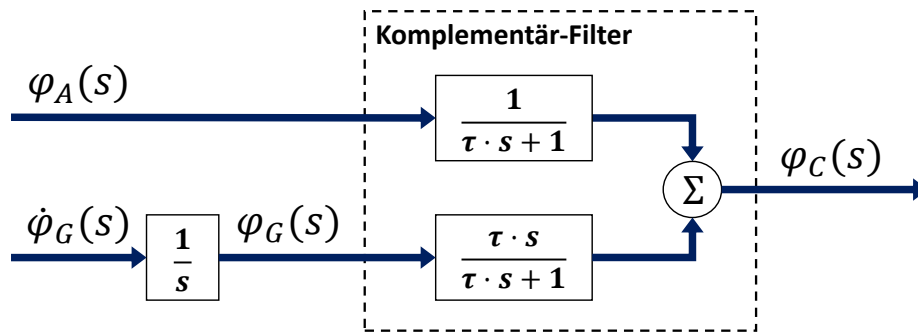 Komplementär-Filter
φ_A(s)
1
τ · s + 1
Σ
φ_C(s)
φ̇_G(s)
1
s
φ_G(s)
τ · s
τ · s + 1